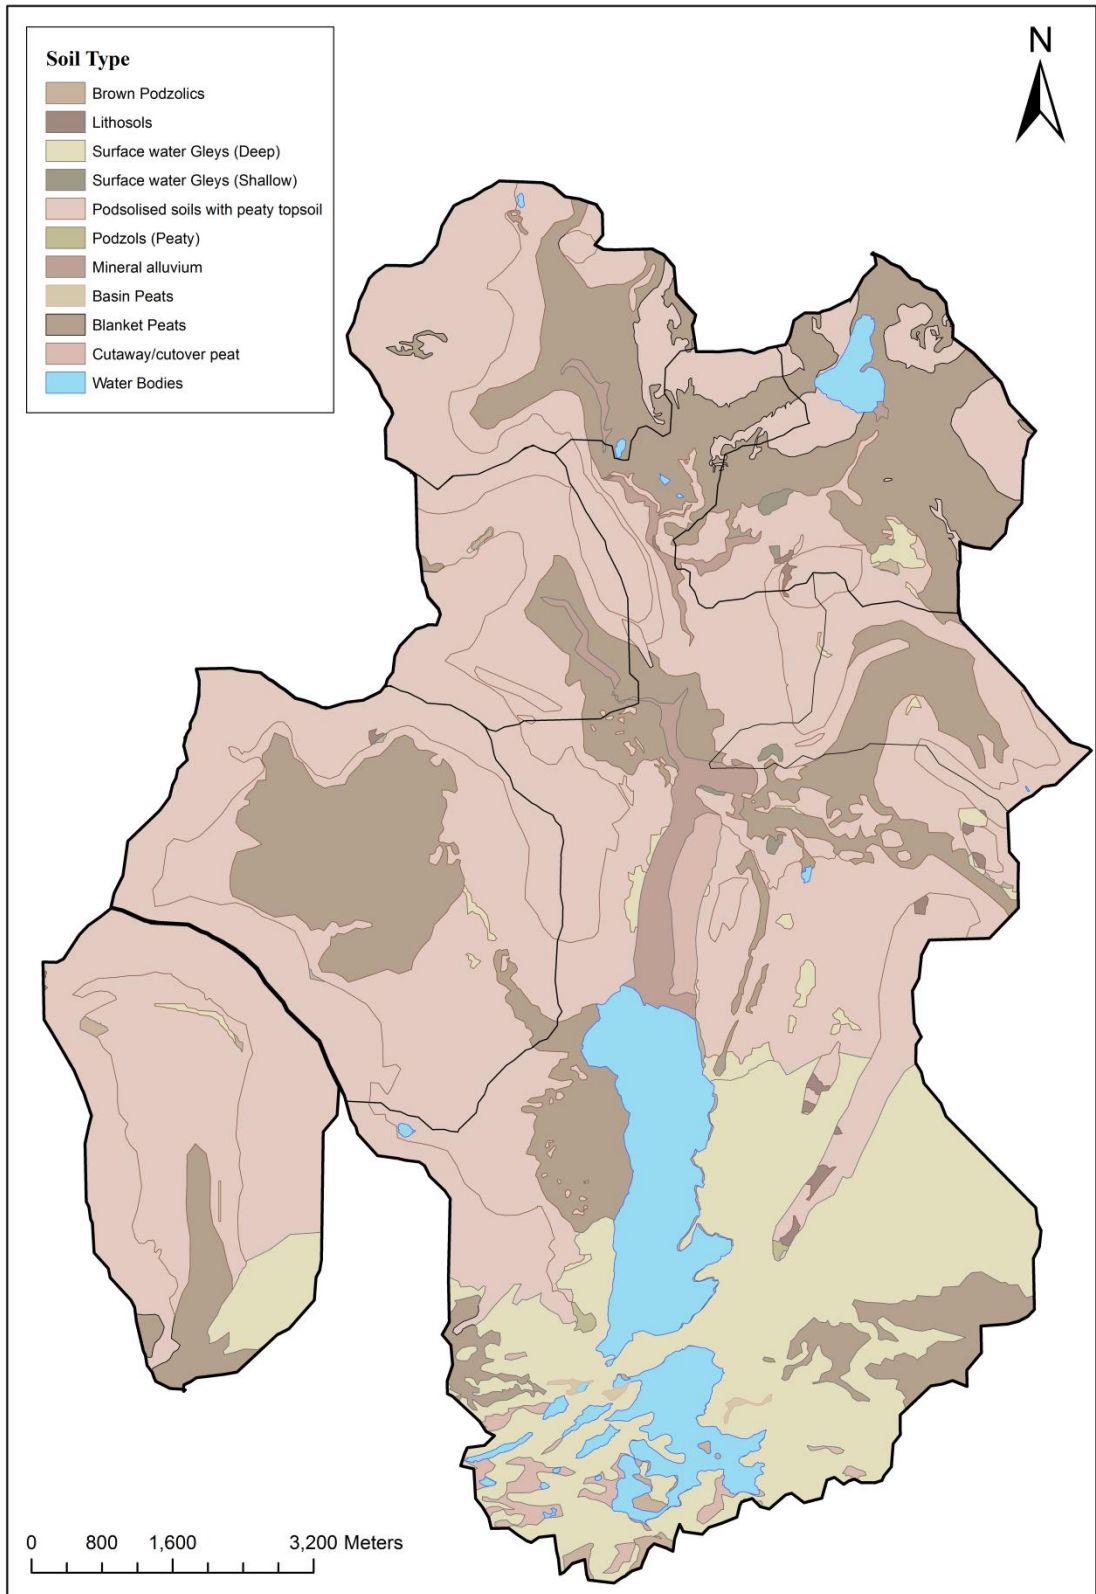 N
Soil Type
Brown Podzolics
Lithosols
Surface water Gleys (Deep)
Surface water Gleys (Shallow)
Podsolised soils with peaty topsoil
Podzols (Peaty)
Mineral alluvium
Basin Peats
Blanket Peats
Cutaway/cutover peat
Water Bodies
0 800 1,600 3,200 Meters